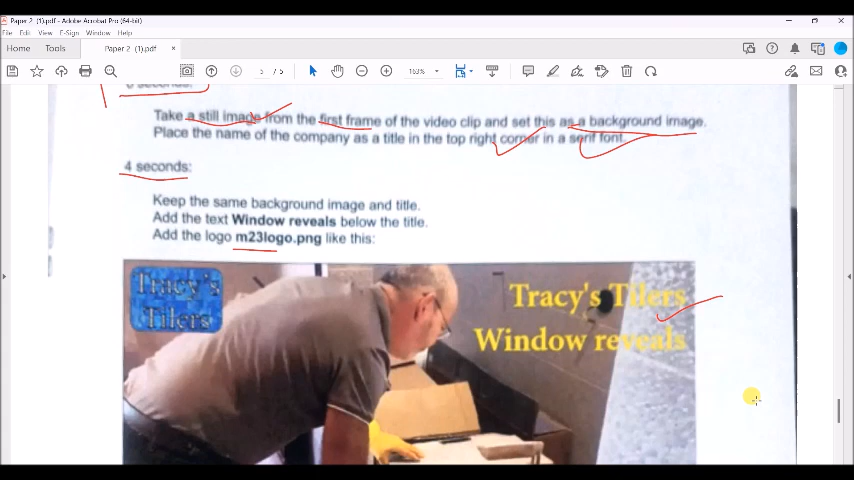 Paper 2 (1).pdf - Adobe Acrobat Pro (64-bit)
File Edit View E-Sign Window Help
Home Tools Paper 2 (1).pdf ×
5 / 5 163%
Take a still image from the first frame of the video clip and set this as a background image.
Place the name of the company as a title in the top right corner in a serif font.
4 seconds:
Keep the same background image and title.
Add the text Window reveals below the title.
Add the logo m23logo.png like this:
Tracy's
Tilers
Tracy's Tilers
Window reveals